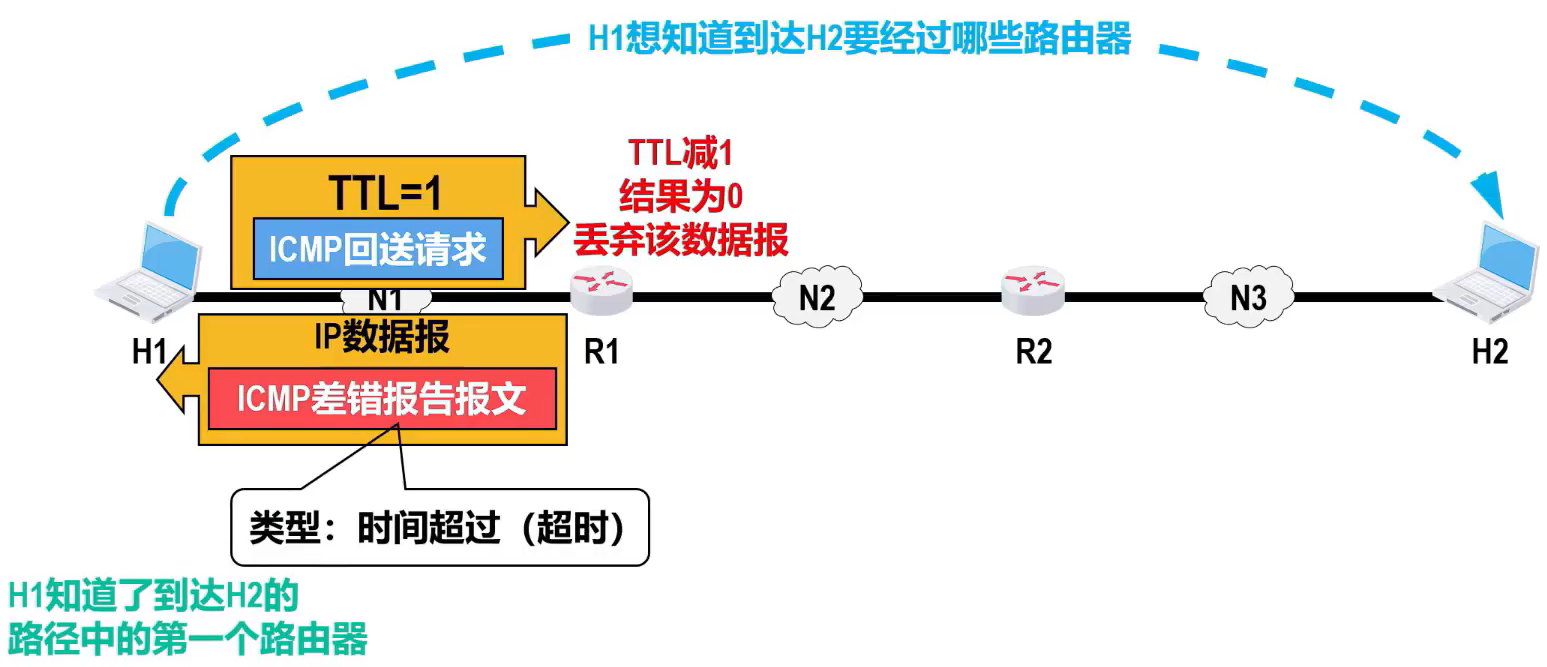 H1想知道到达H2要经过哪些路由器
TTL减1
结果为0
丢弃该数据报
TTL=1
ICMP回送请求
N1
N2
N3
H1
R1
R2
H2
IP数据报
ICMP差错报告报文
类型：时间超过（超时）
H1知道了到达H2的
路径中的第一个路由器